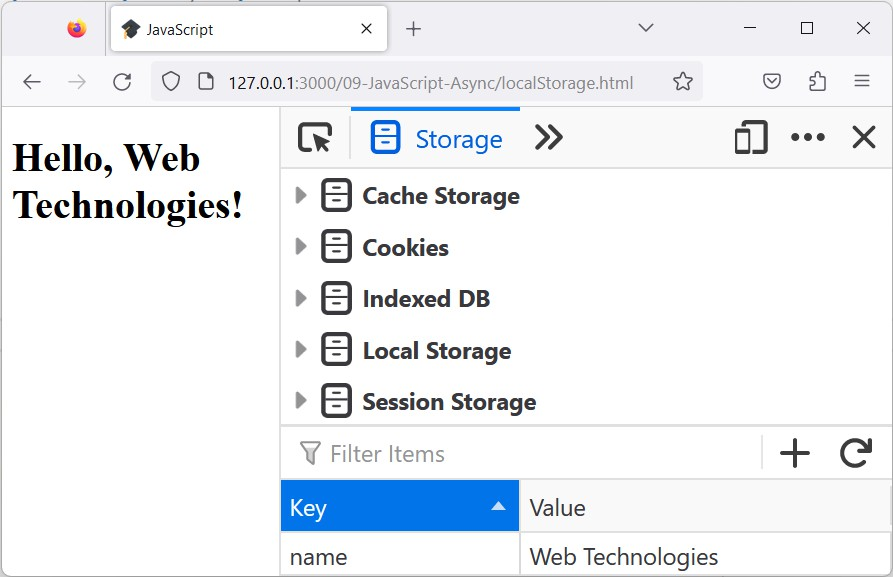 JavaScript
127.0.0.1:3000/09-JavaScript-Async/localStorage.html
Hello, Web
Technologies!
Storage
Cache Storage
Cookies
Indexed DB
Local Storage
Session Storage
Filter Items
Key Value
name Web Technologies